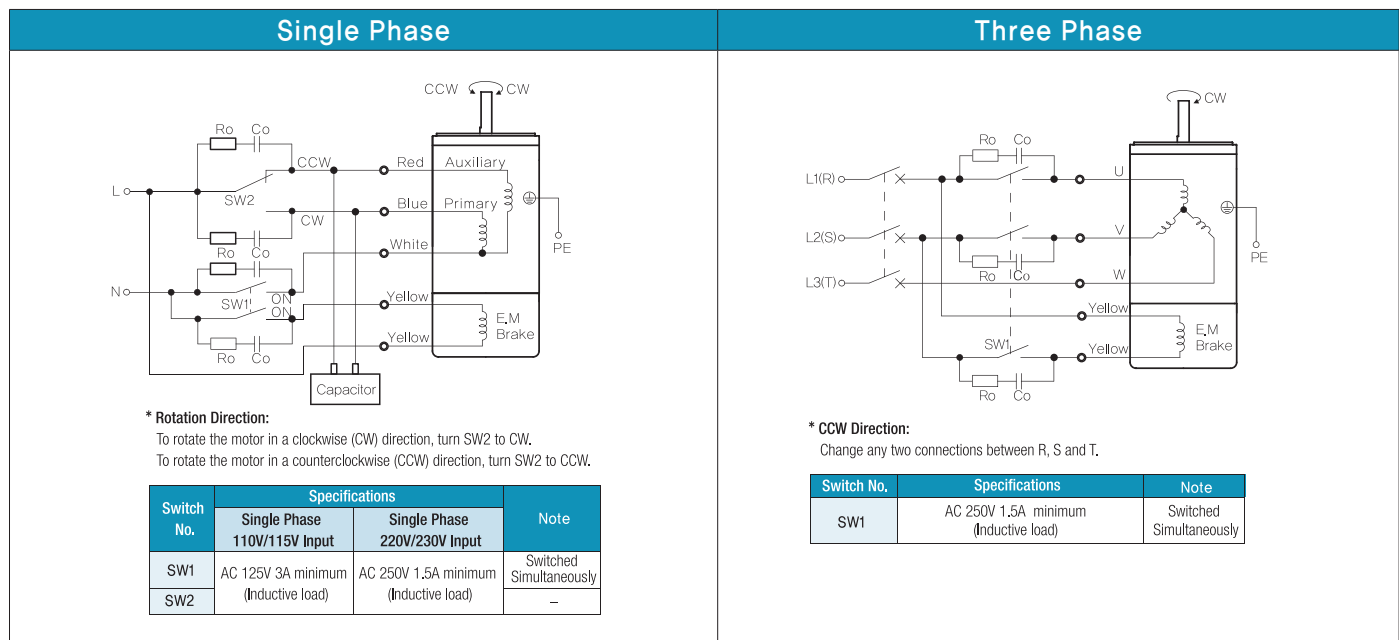 Single Phase
CCW CW
Ro Co
CCW Red Auxiliary
L
SW2
Blue Primary
CW
White
Ro Co
PE
N
SW1 ON
ON
Yellow
Ro Co
E.M
Brake
Yellow
Capacitor
* Rotation Direction:
To rotate the motor in a clockwise (CW) direction, turn SW2 to CW.
To rotate the motor in a counterclockwise (CCW) direction, turn SW2 to CCW.
Switch No. Specifications Note
Single Phase 110V/115V Input Single Phase 220V/230V Input
SW1 AC 125V 3A minimum (Inductive load) AC 250V 1.5A minimum (Inductive load) Switched Simultaneously
SW2 –
Three Phase
CW
Ro Co
L1(R) U
L2(S) V
PE
Ro Co
L3(T) W
Yellow
E.M
Brake
SW1 Yellow
Ro Co
* CCW Direction:
Change any two connections between R, S and T.
Switch No. Specifications Note
SW1 AC 250V 1.5A minimum (Inductive load) Switched Simultaneously